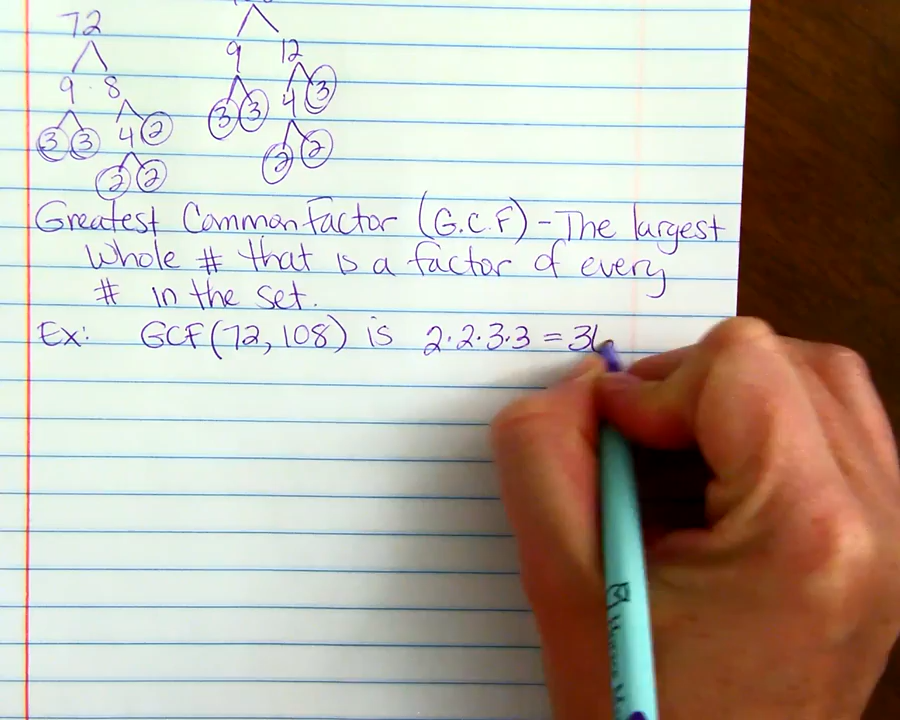 72
9 12
9 · 8
3 3 4 3
3 3 4 2
2 2
2 2
Greatest Common Factor (G.C.F) - The largest
Whole # that is a factor of every
# in the set.
Ex: GCF(72, 108) is 2·2·3·3 = 36